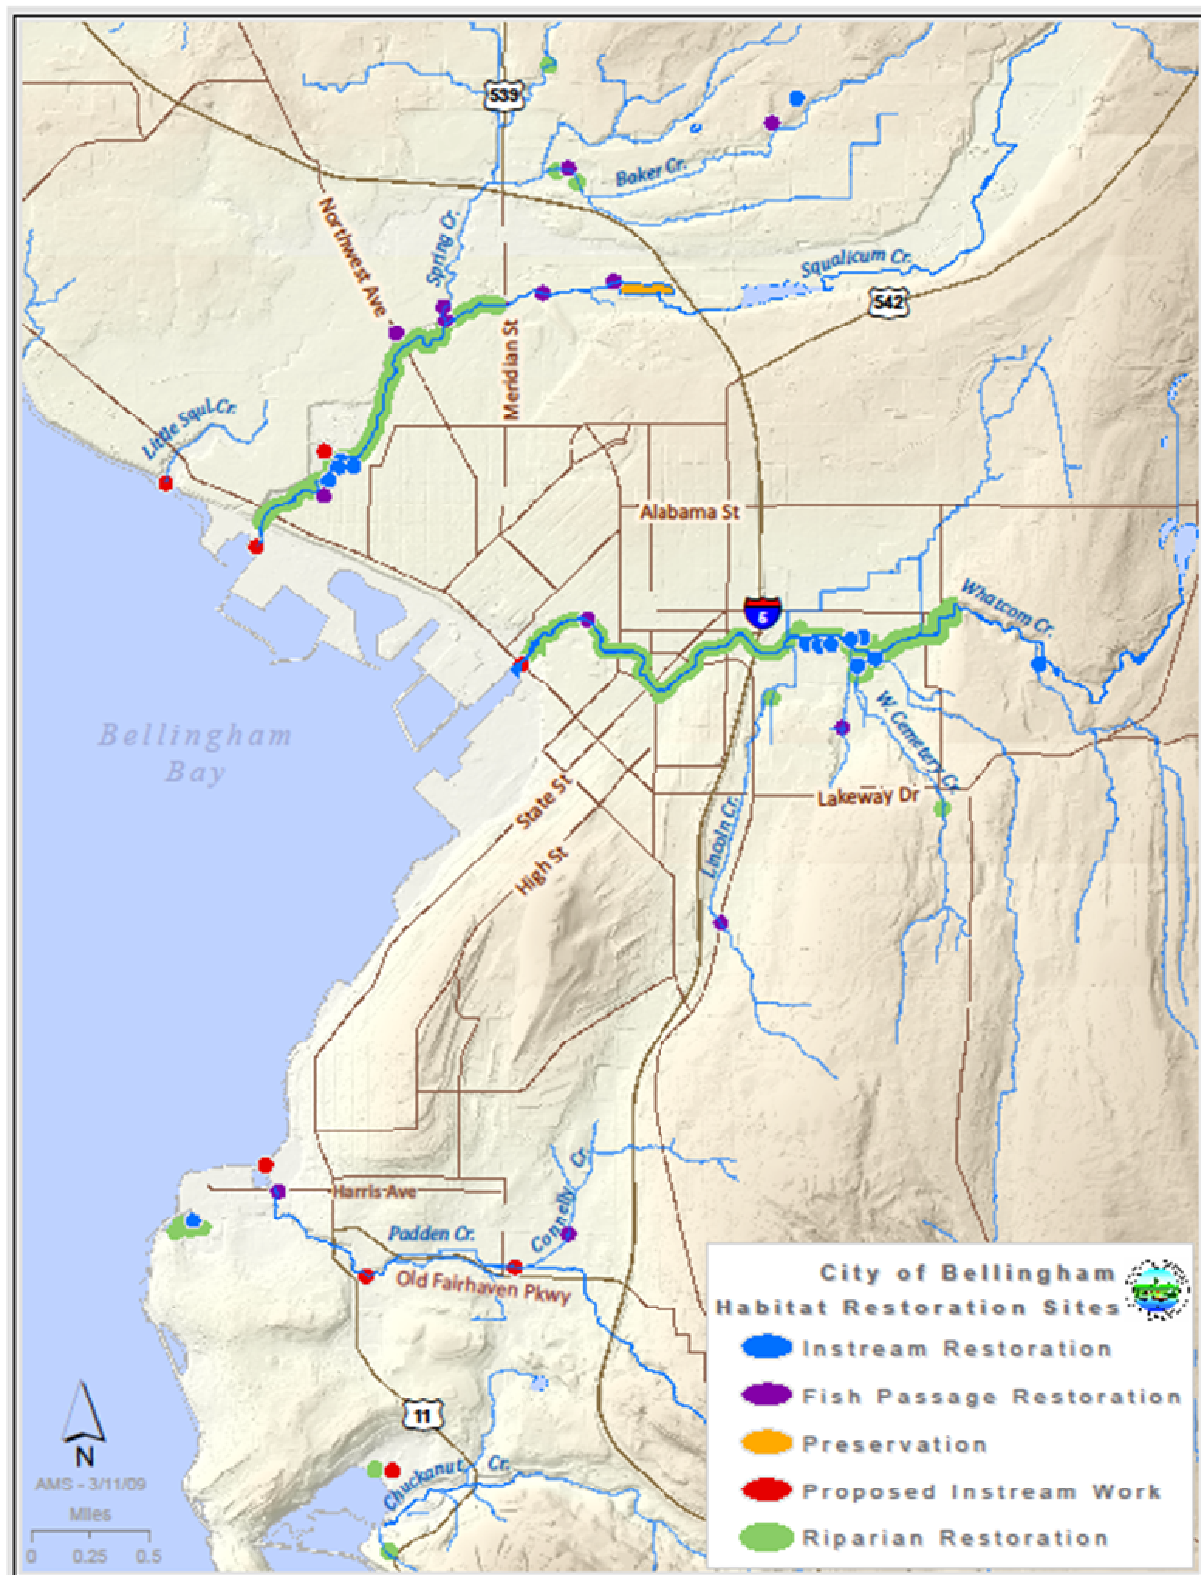 539
Baker Cr.
Northwest Ave
Spring Cr.
Squalicum Cr.
542
Meridian St
Little Squl.Cr.
Alabama St
5
Whatcom Cr.
Bellingham
Bay
W. Cemetery Cr.
State St
Lakeway Dr
Lincoln Cr.
High St
Harris Ave
Connelly Cr.
Padden Cr.
Old Fairhaven Pkwy
City of Bellingham
Habitat Restoration Sites
Instream Restoration
Fish Passage Restoration
Preservation
Proposed Instream Work
Riparian Restoration
11
Chuckanut Cr.
N
AMS - 3/11/09
Miles
0 0.25 0.5